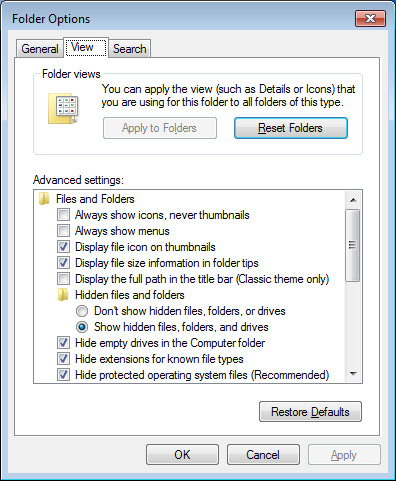 Folder Options
General View Search
Folder views
You can apply the view (such as Details or Icons) that
you are using for this folder to all folders of this type.
Apply to Folders Reset Folders
Advanced settings:
Files and Folders
Always show icons, never thumbnails
Always show menus
Display file icon on thumbnails
Display file size information in folder tips
Display the full path in the title bar (Classic theme only)
Hidden files and folders
Don't show hidden files, folders, or drives
Show hidden files, folders, and drives
Hide empty drives in the Computer folder
Hide extensions for known file types
Hide protected operating system files (Recommended)
Restore Defaults
OK Cancel Apply